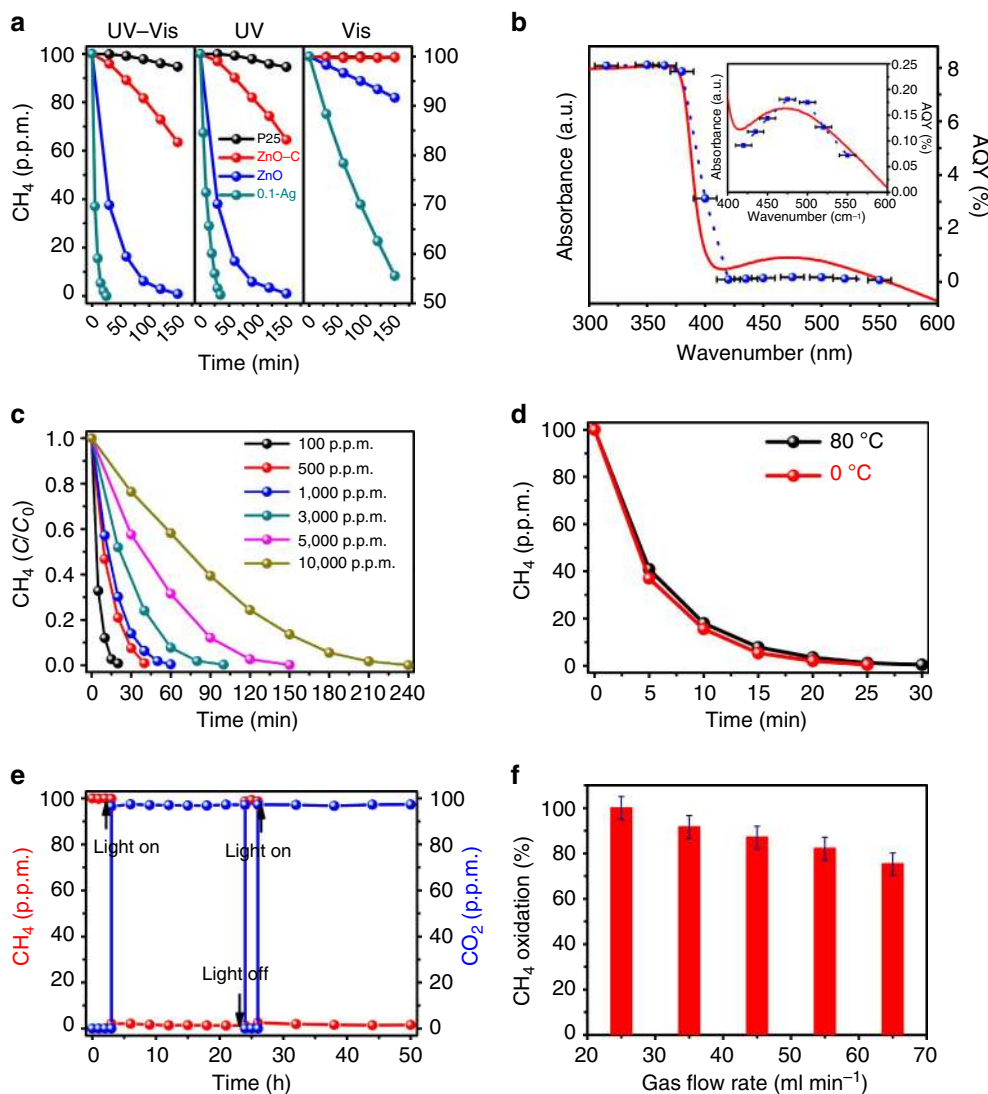 a
UV–Vis UV Vis
CH4 (p.p.m.)
100
80
60
40
20
0
100
90
80
70
60
50
P25
ZnO–C
ZnO
0.1-Ag
0 50 100 150 0 50 100 150 0 50 100 150
Time (min)
b
Absorbance (a.u.)
AQY (%)
8
6
4
2
0
300 350 400 450 500 550 600
Wavenumber (nm)
Absorbance (a.u.)
AQY (%)
0.25
0.20
0.15
0.10
0.05
0.00
400 450 500 550 600
Wavenumber (cm⁻¹)
c
CH4 (C/C0)
1.0
0.8
0.6
0.4
0.2
0.0
100 p.p.m.
500 p.p.m.
1,000 p.p.m.
3,000 p.p.m.
5,000 p.p.m.
10,000 p.p.m.
0 30 60 90 120 150 180 210 240
Time (min)
d
CH4 (p.p.m.)
100
80
60
40
20
0
80 °C
0 °C
0 5 10 15 20 25 30
Time (min)
e
CH4 (p.p.m.)
100
80
60
40
20
0
Light on
Light on
Light off
100
80
60
40
20
0
CO2 (p.p.m.)
0 10 20 30 40 50
Time (h)
f
CH4 oxidation (%)
100
80
60
40
20
0
20 30 40 50 60 70
Gas flow rate (ml min⁻¹)